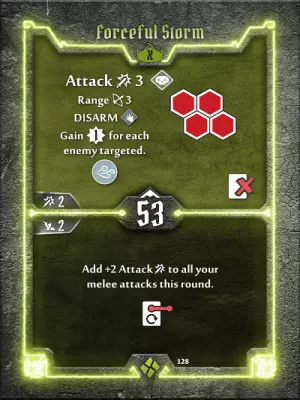 Forceful Storm
X
Attack 3
Range 3
DISARM
Gain 1 for each
enemy targeted.
2
53
2
Add +2 Attack to all your
melee attacks this round.
128